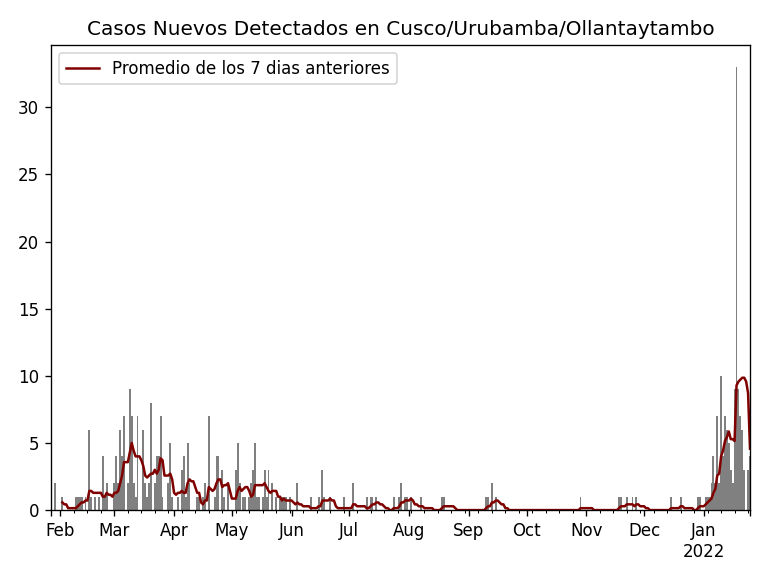 Casos Nuevos Detectados en Cusco/Urubamba/Ollantaytambo
Promedio de los 7 dias anteriores
30
25
20
15
10
5
0
Feb Mar Apr May Jun Jul Aug Sep Oct Nov Dec Jan
2022